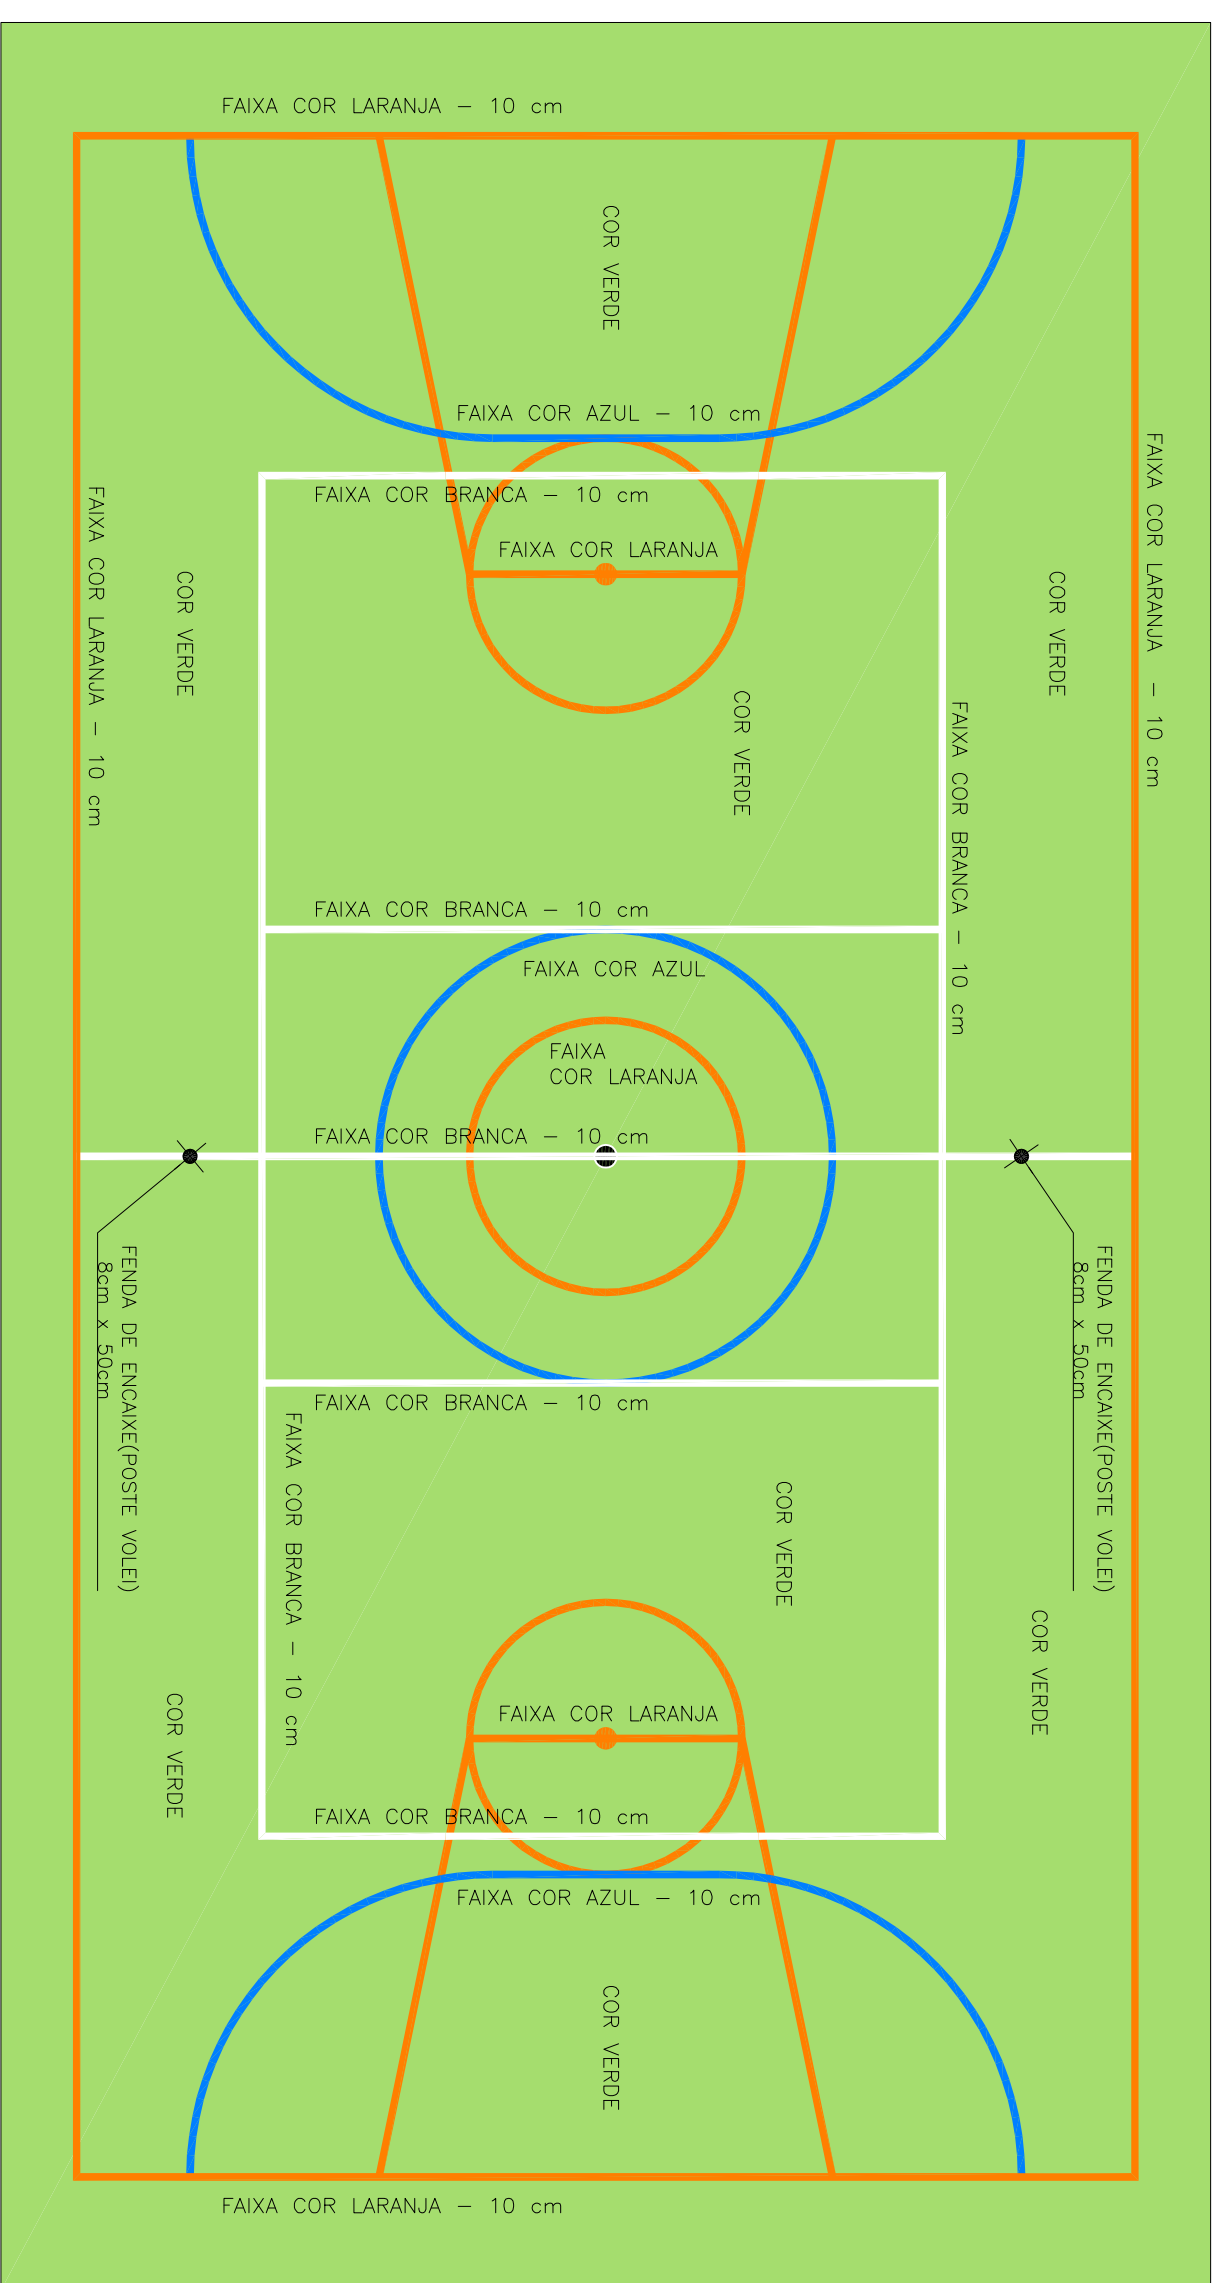 FAIXA COR LARANJA - 10 cm
COR VERDE
FAIXA COR AZUL - 10 cm
FAIXA COR LARANJA - 10 cm
FAIXA COR LARANJA - 10 cm
FAIXA COR BRANCA - 10 cm
FAIXA COR LARANJA
COR VERDE
COR VERDE
COR VERDE
FAIXA COR BRANCA - 10 cm
FAIXA COR BRANCA - 10 cm
FAIXA COR AZUL
FAIXA
COR LARANJA
FAIXA COR BRANCA - 10 cm
FENDA DE ENCAIXE(POSTE VOLEI)
8cm x 50cm
FENDA DE ENCAIXE(POSTE VOLEI)
8cm x 50cm
FAIXA COR BRANCA - 10 cm
FAIXA COR BRANCA - 10 cm
COR VERDE
COR VERDE
COR VERDE
FAIXA COR LARANJA
FAIXA COR BRANCA - 10 cm
FAIXA COR AZUL - 10 cm
COR VERDE
FAIXA COR LARANJA - 10 cm